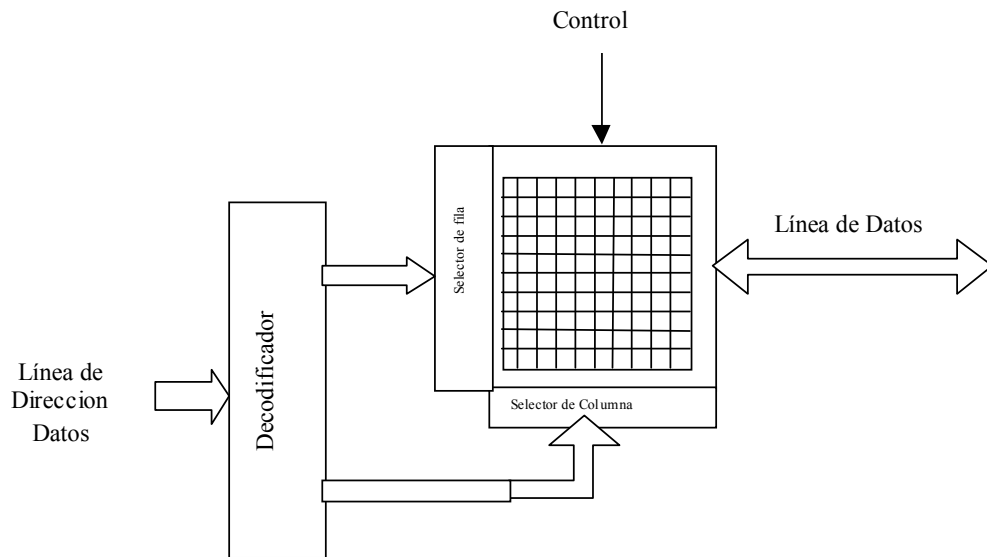 Control
Selector de fila
Línea de Datos
Decodificador
Línea de
Direccion
Datos
Selector de Columna